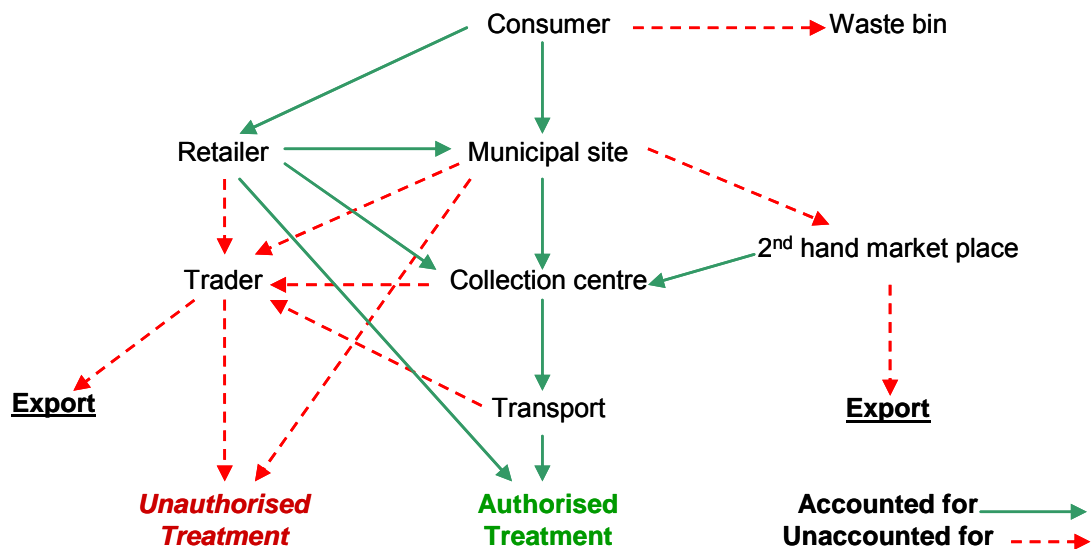 Consumer
Waste bin
Retailer
Municipal site
2nd hand market place
Trader
Collection centre
Export
Transport
Export
Unauthorised
Treatment
Authorised
Treatment
Accounted for
Unaccounted for